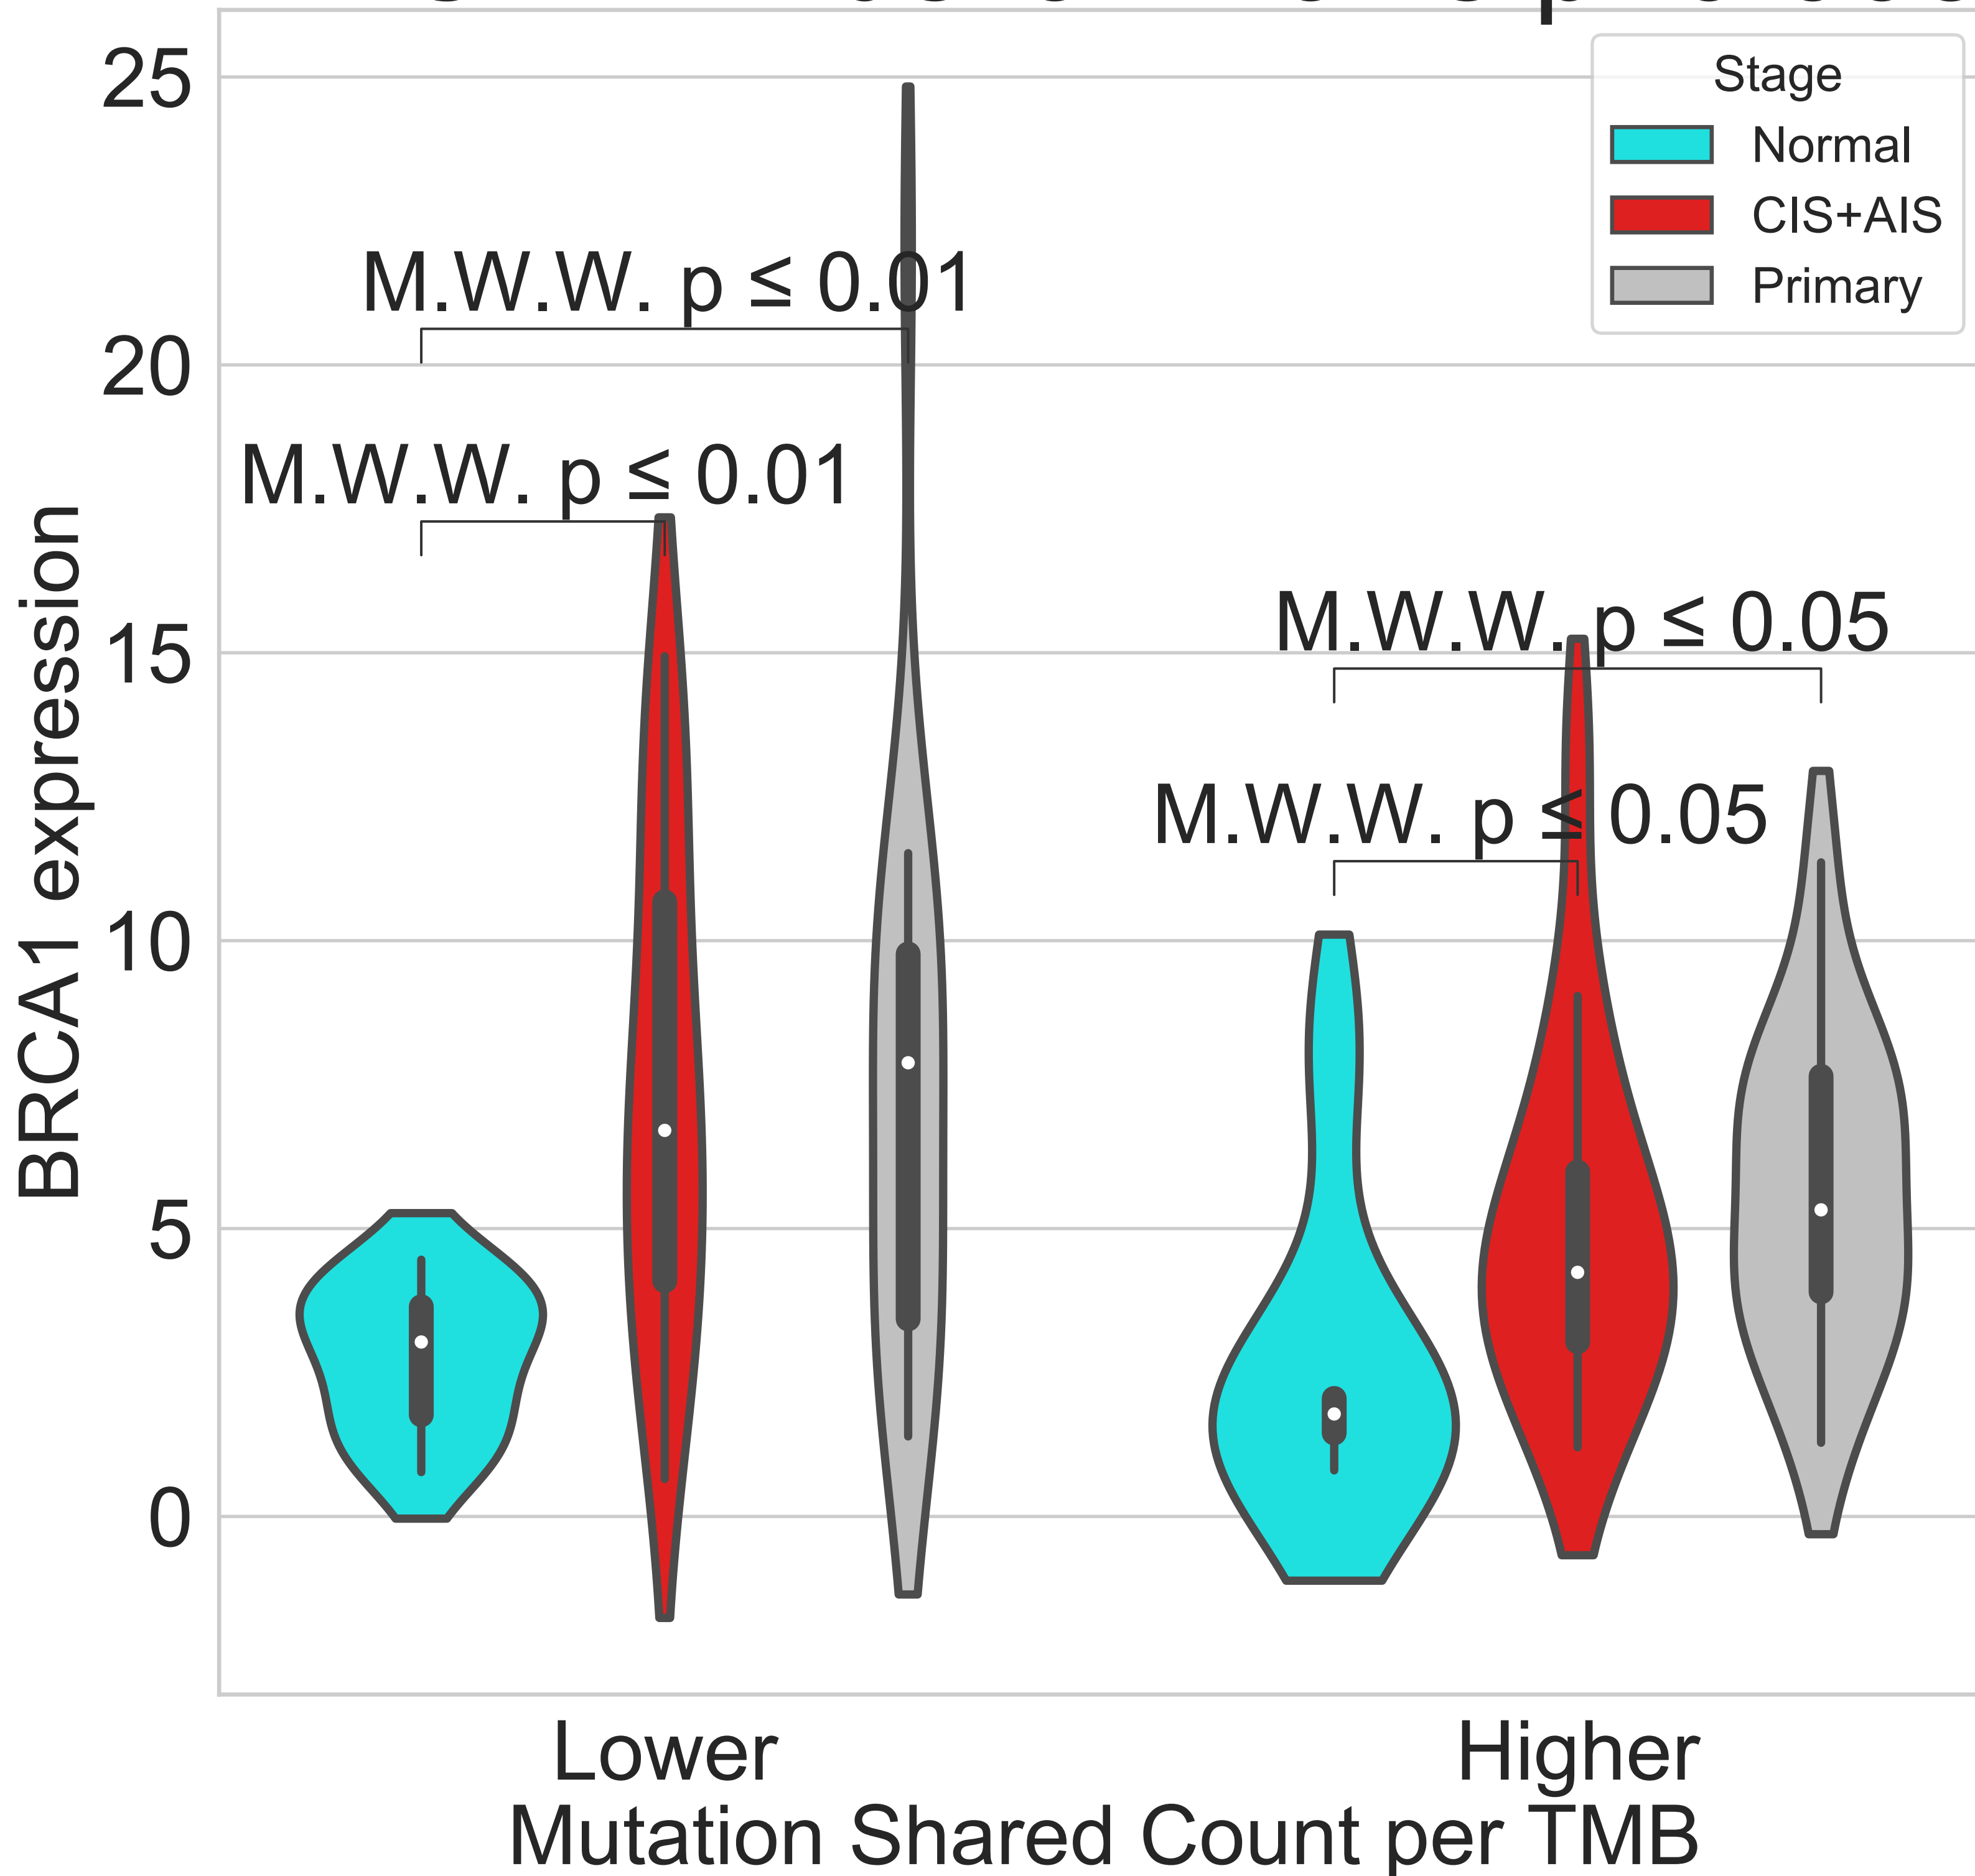 25
20
15
10
5
0
BRCA1 expression
Stage
Normal
CIS+AIS
Primary
M.W.W. p ≤ 0.01
M.W.W. p ≤ 0.01
M.W.W. p ≤ 0.05
M.W.W. p ≤ 0.05
Lower
Higher
Mutation Shared Count per TMB